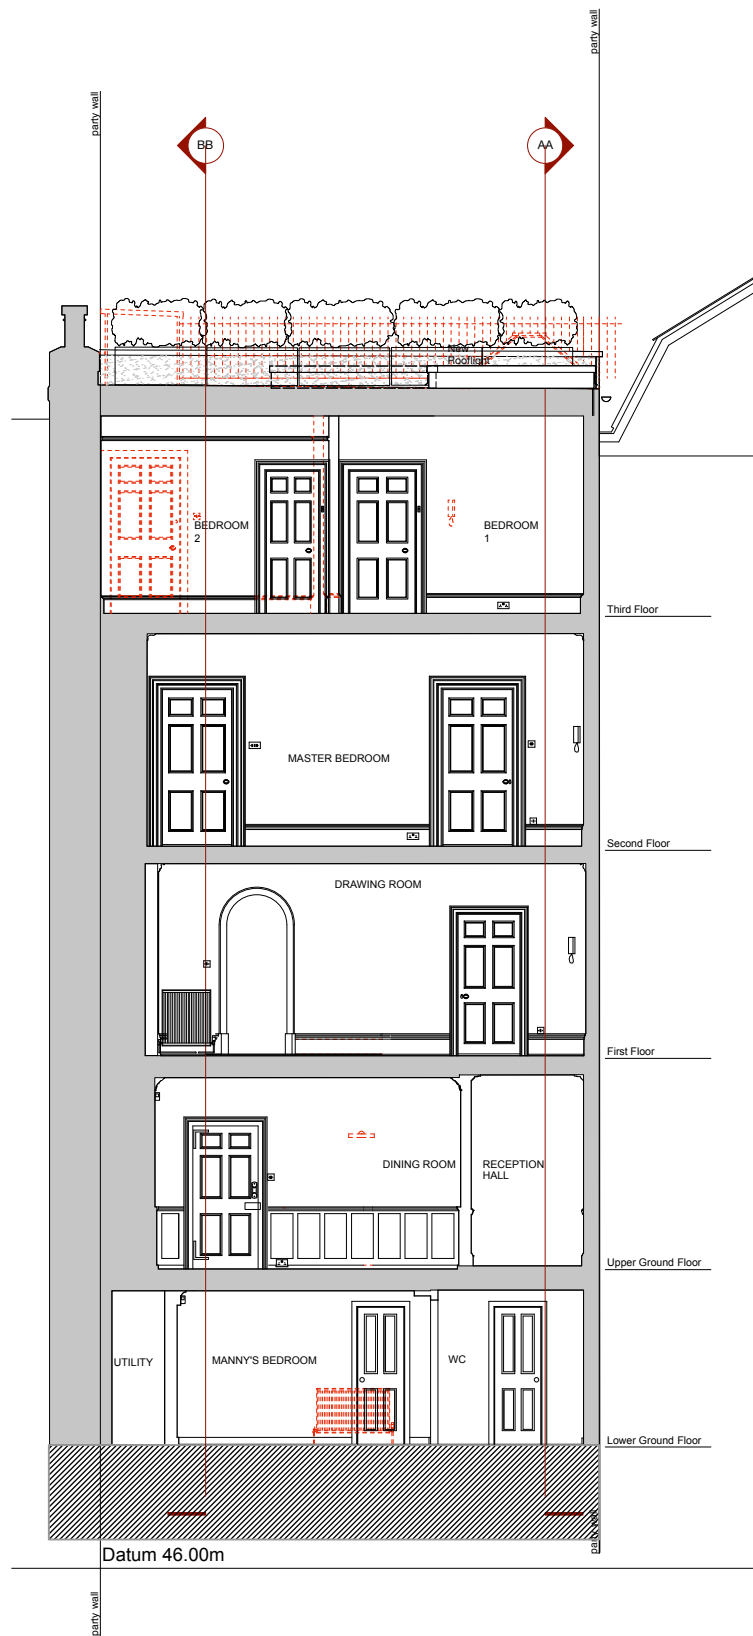 party wall
party wall
BB
AA
New
Rooflight
BEDROOM
2
BEDROOM
1
Third Floor
MASTER BEDROOM
Second Floor
DRAWING ROOM
First Floor
DINING ROOM
RECEPTION
HALL
Upper Ground Floor
UTILITY
MANNY'S BEDROOM
WC
Lower Ground Floor
party wall
Datum 46.00m
party wall